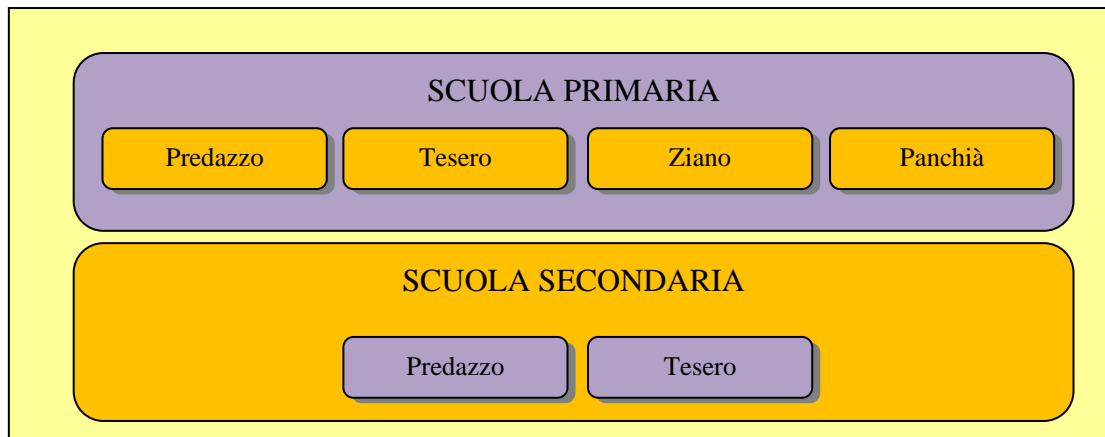 SCUOLA PRIMARIA
Predazzo Tesero Ziano Panchià
SCUOLA SECONDARIA
Predazzo Tesero